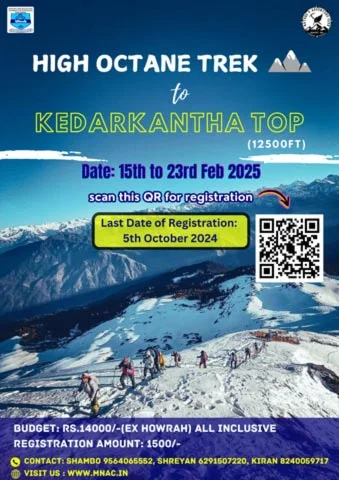 HIGH OCTANE TREK
to
KEDARKANTHA TOP
(12500FT)
Date: 15th to 23rd Feb 2025
scan this QR for registration
Last Date of Registration:
5th October 2024
BUDGET: RS.14000/-(EX HOWRAH) ALL INCLUSIVE
REGISTRATION AMOUNT: 1500/-
CONTACT: SHAMBO 9564065552, SHREYAN 6291507220, KIRAN 8240059717
VISIT US : WWW.MNAC.IN